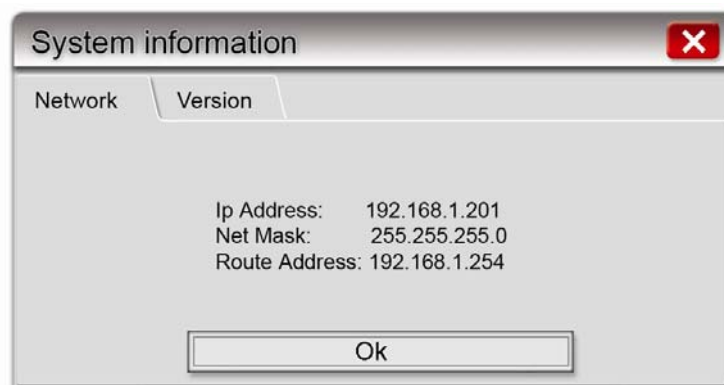 System information
Network Version
Ip Address: 192.168.1.201
Net Mask: 255.255.255.0
Route Address: 192.168.1.254
Ok